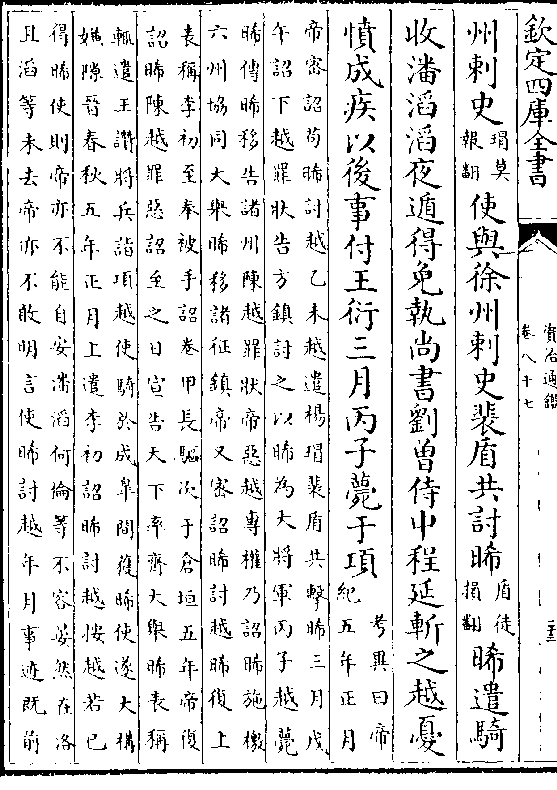 欽定四庫全書
資治通鑑
卷八十七
州刺史瑁莫報翻使與徐州刺史裴盾共討晞盾徒損翻晞遣騎
收潘滔滔夜遁得免執尚書劉曾侍中程延斬之越憂
憤成疾以後事付王衍三月丙子薨于項考異曰帝紀五年正月
帝密詔苟晞討越乙未越遣楊瑁裴盾共擊晞三月戊
午詔下越罪狀告方鎮討之以晞為大將軍丙子越薨
晞傳晞移告諸州陳越罪狀帝惡越專權乃詔晞施檄
六州協同大舉晞移諸征鎮帝又密詔晞討越晞復上
表稱李初至奉被手詔卷甲長驅次于倉垣五年帝復
詔晞陳越罪惡詔至之日宣告天下率齊大舉晞表稱
輒遣王讚將兵詣項越使騎於成皋間獲晞使遂大構
嫌隙晉春秋五年正月上遣李初詔晞討越按越若已
得晞使則帝亦不能自安潘滔何倫等不容晏然在洛
且滔等未去帝亦不敢明言使晞討越年月事迹既前